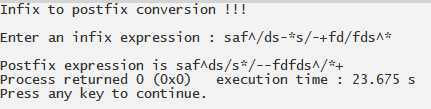 Infix to postfix conversion !!!
Enter an infix expression : saf^/ds-*s/-+fd/fds^*
Postfix expression is saf^ds/s*/--fdfds^/*+
Process returned 0 (0x0)   execution time : 23.675 s
Press any key to continue.